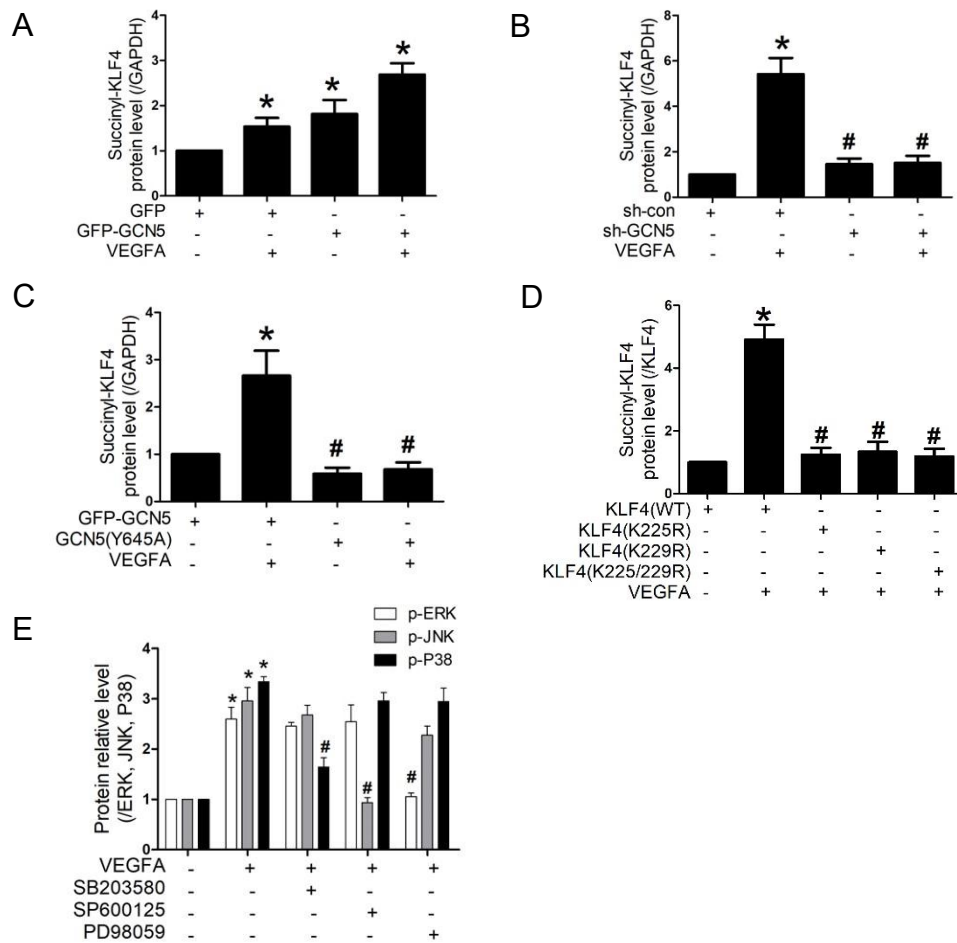 A
Succinyl-KLF4
protein level (/GAPDH)
4
3
2
1
*
*
*
GFP + + - -
GFP-GCN5 - - + +
VEGFA - + - +
B
Succinyl-KLF4
protein level (/GAPDH)
8
6
4
2
0
*
#
#
sh-con + + - -
sh-GCN5 - - + +
VEGFA - + - +
C
Succinyl-KLF4
protein level (/GAPDH)
4
3
2
1
0
*
#
#
GFP-GCN5 + + - -
GCN5(Y645A) - - + +
VEGFA - + - +
D
Succinyl-KLF4
protein level (/KLF4)
6
4
2
0
*
#
#
#
KLF4(WT) + + - - -
KLF4(K225R) - - + - -
KLF4(K229R) - - - + -
KLF4(K225/229R) - - - - +
VEGFA - + + + +
E
p-ERK
p-JNK
p-P38
Protein relative level
(/ERK, JNK, P38)
4
3
2
1
0
* * *
#
#
#
VEGFA - + + + +
SB203580 - - + - -
SP600125 - - - + -
PD98059 - - - - +